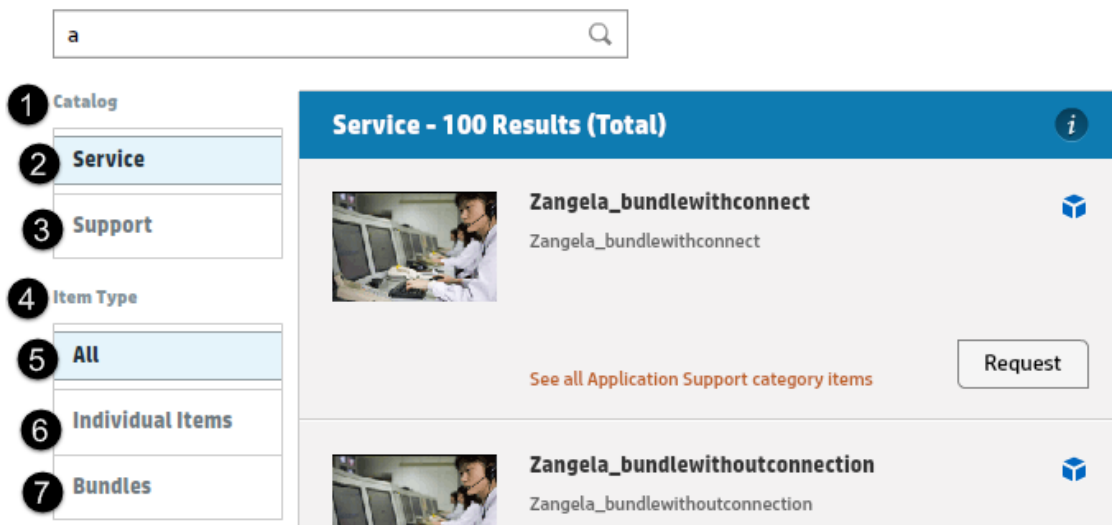 a
1 Catalog
2 Service
3 Support
4 Item Type
5 All
6 Individual Items
7 Bundles
Service - 100 Results (Total)
i
Zangela_bundlewithconnect
Zangela_bundlewithconnect
See all Application Support category items
Request
Zangela_bundlewithoutconnection
Zangela_bundlewithoutconnection